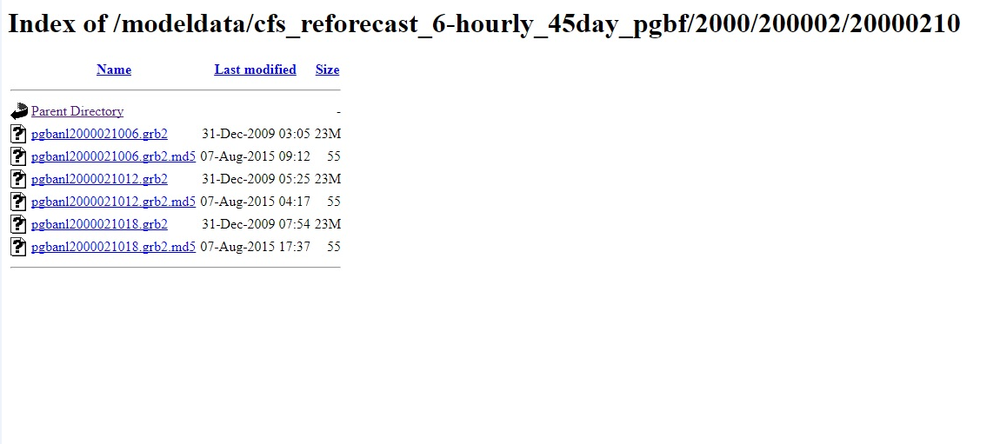 Index of /modeldata/cfs_reforecast_6-hourly_45day_pgbf/2000/200002/20000210
Name Last modified Size
Parent Directory -
pgbanl2000021006.grb2 31-Dec-2009 03:05 23M
pgbanl2000021006.grb2.md5 07-Aug-2015 09:12 55
pgbanl2000021012.grb2 31-Dec-2009 05:25 23M
pgbanl2000021012.grb2.md5 07-Aug-2015 04:17 55
pgbanl2000021018.grb2 31-Dec-2009 07:54 23M
pgbanl2000021018.grb2.md5 07-Aug-2015 17:37 55